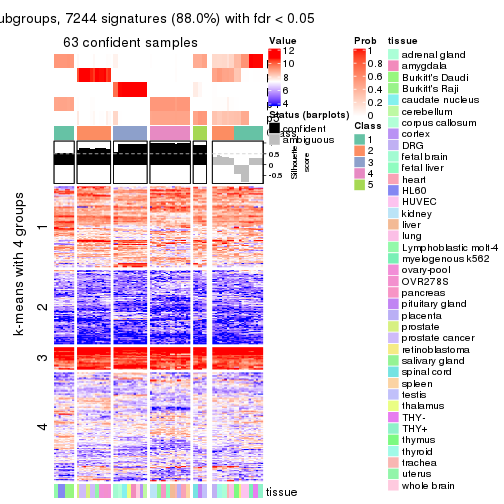 ubgroups, 7244 signatures (88.0%) with fdr < 0.05
63 confident samples
k-means with 4 groups
1
2
3
4
Class
0.5
0
-0.5
Silhouette
score
tissue
Value
12
10
8
6
4
Status (barplots)
confident
ambiguous
Prob
1
0.8
0.6
0.4
0.2
0
Class
1
2
3
4
5
tissue
adrenal gland
amygdala
Burkitt's Daudi
Burkitt's Raji
caudate nucleus
cerebellum
corpus callosum
cortex
DRG
fetal brain
fetal liver
heart
HL60
HUVEC
kidney
liver
lung
Lymphoblastic molt-4
myelogenous k562
ovary-pool
OVR278S
pancreas
pituitary gland
placenta
prostate
prostate cancer
retinoblastoma
salivary gland
spinal cord
spleen
testis
thalamus
THY-
THY+
thymus
thyroid
trachea
uterus
whole brain